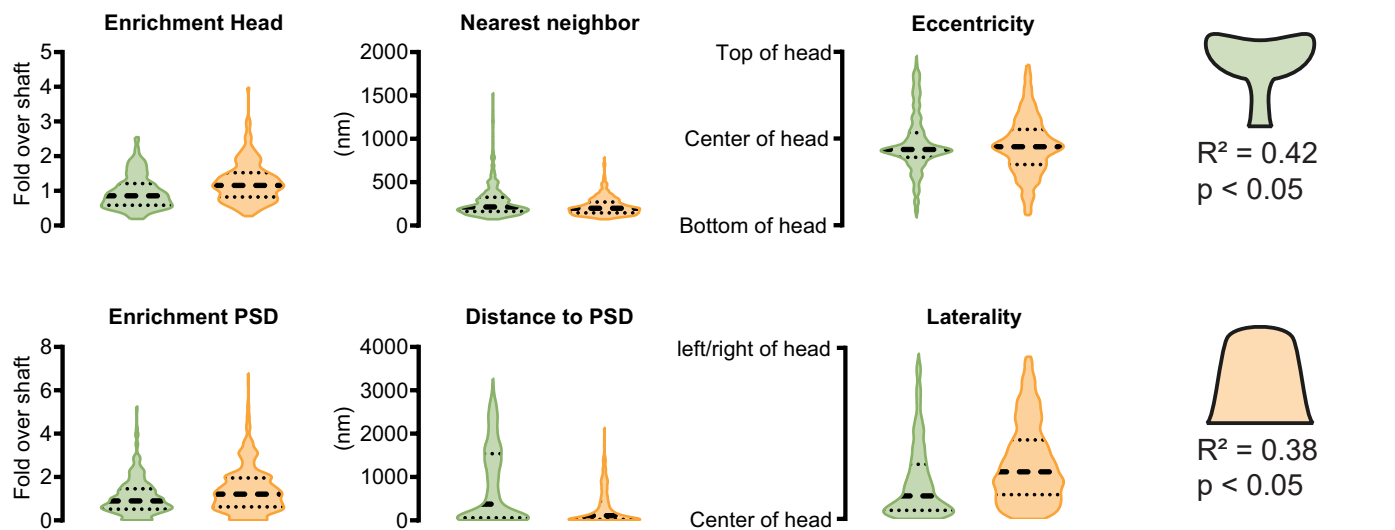 Enrichment Head
Fold over shaft
5
4
3
2
1
0
Nearest neighbor
(nm)
2000
1500
1000
500
0
Eccentricity
Top of head
Center of head
Bottom of head
R² = 0.42
p < 0.05
Enrichment PSD
Fold over shaft
8
6
4
2
0
Distance to PSD
(nm)
4000
3000
2000
1000
0
Laterality
left/right of head
Center of head
R² = 0.38
p < 0.05